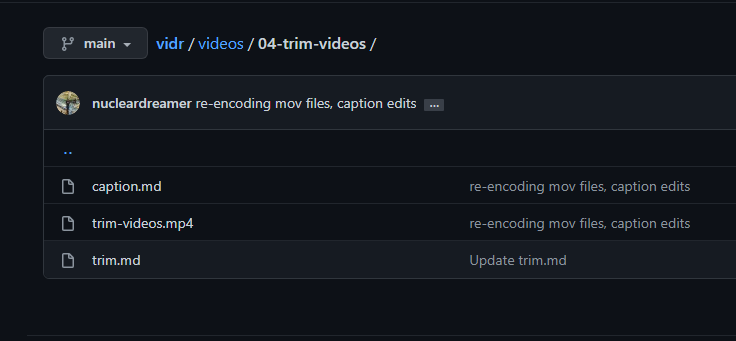 main vidr / videos / 04-trim-videos /
nucleardreamer re-encoding mov files, caption edits ...
..
caption.md re-encoding mov files, caption edits
trim-videos.mp4 re-encoding mov files, caption edits
trim.md Update trim.md